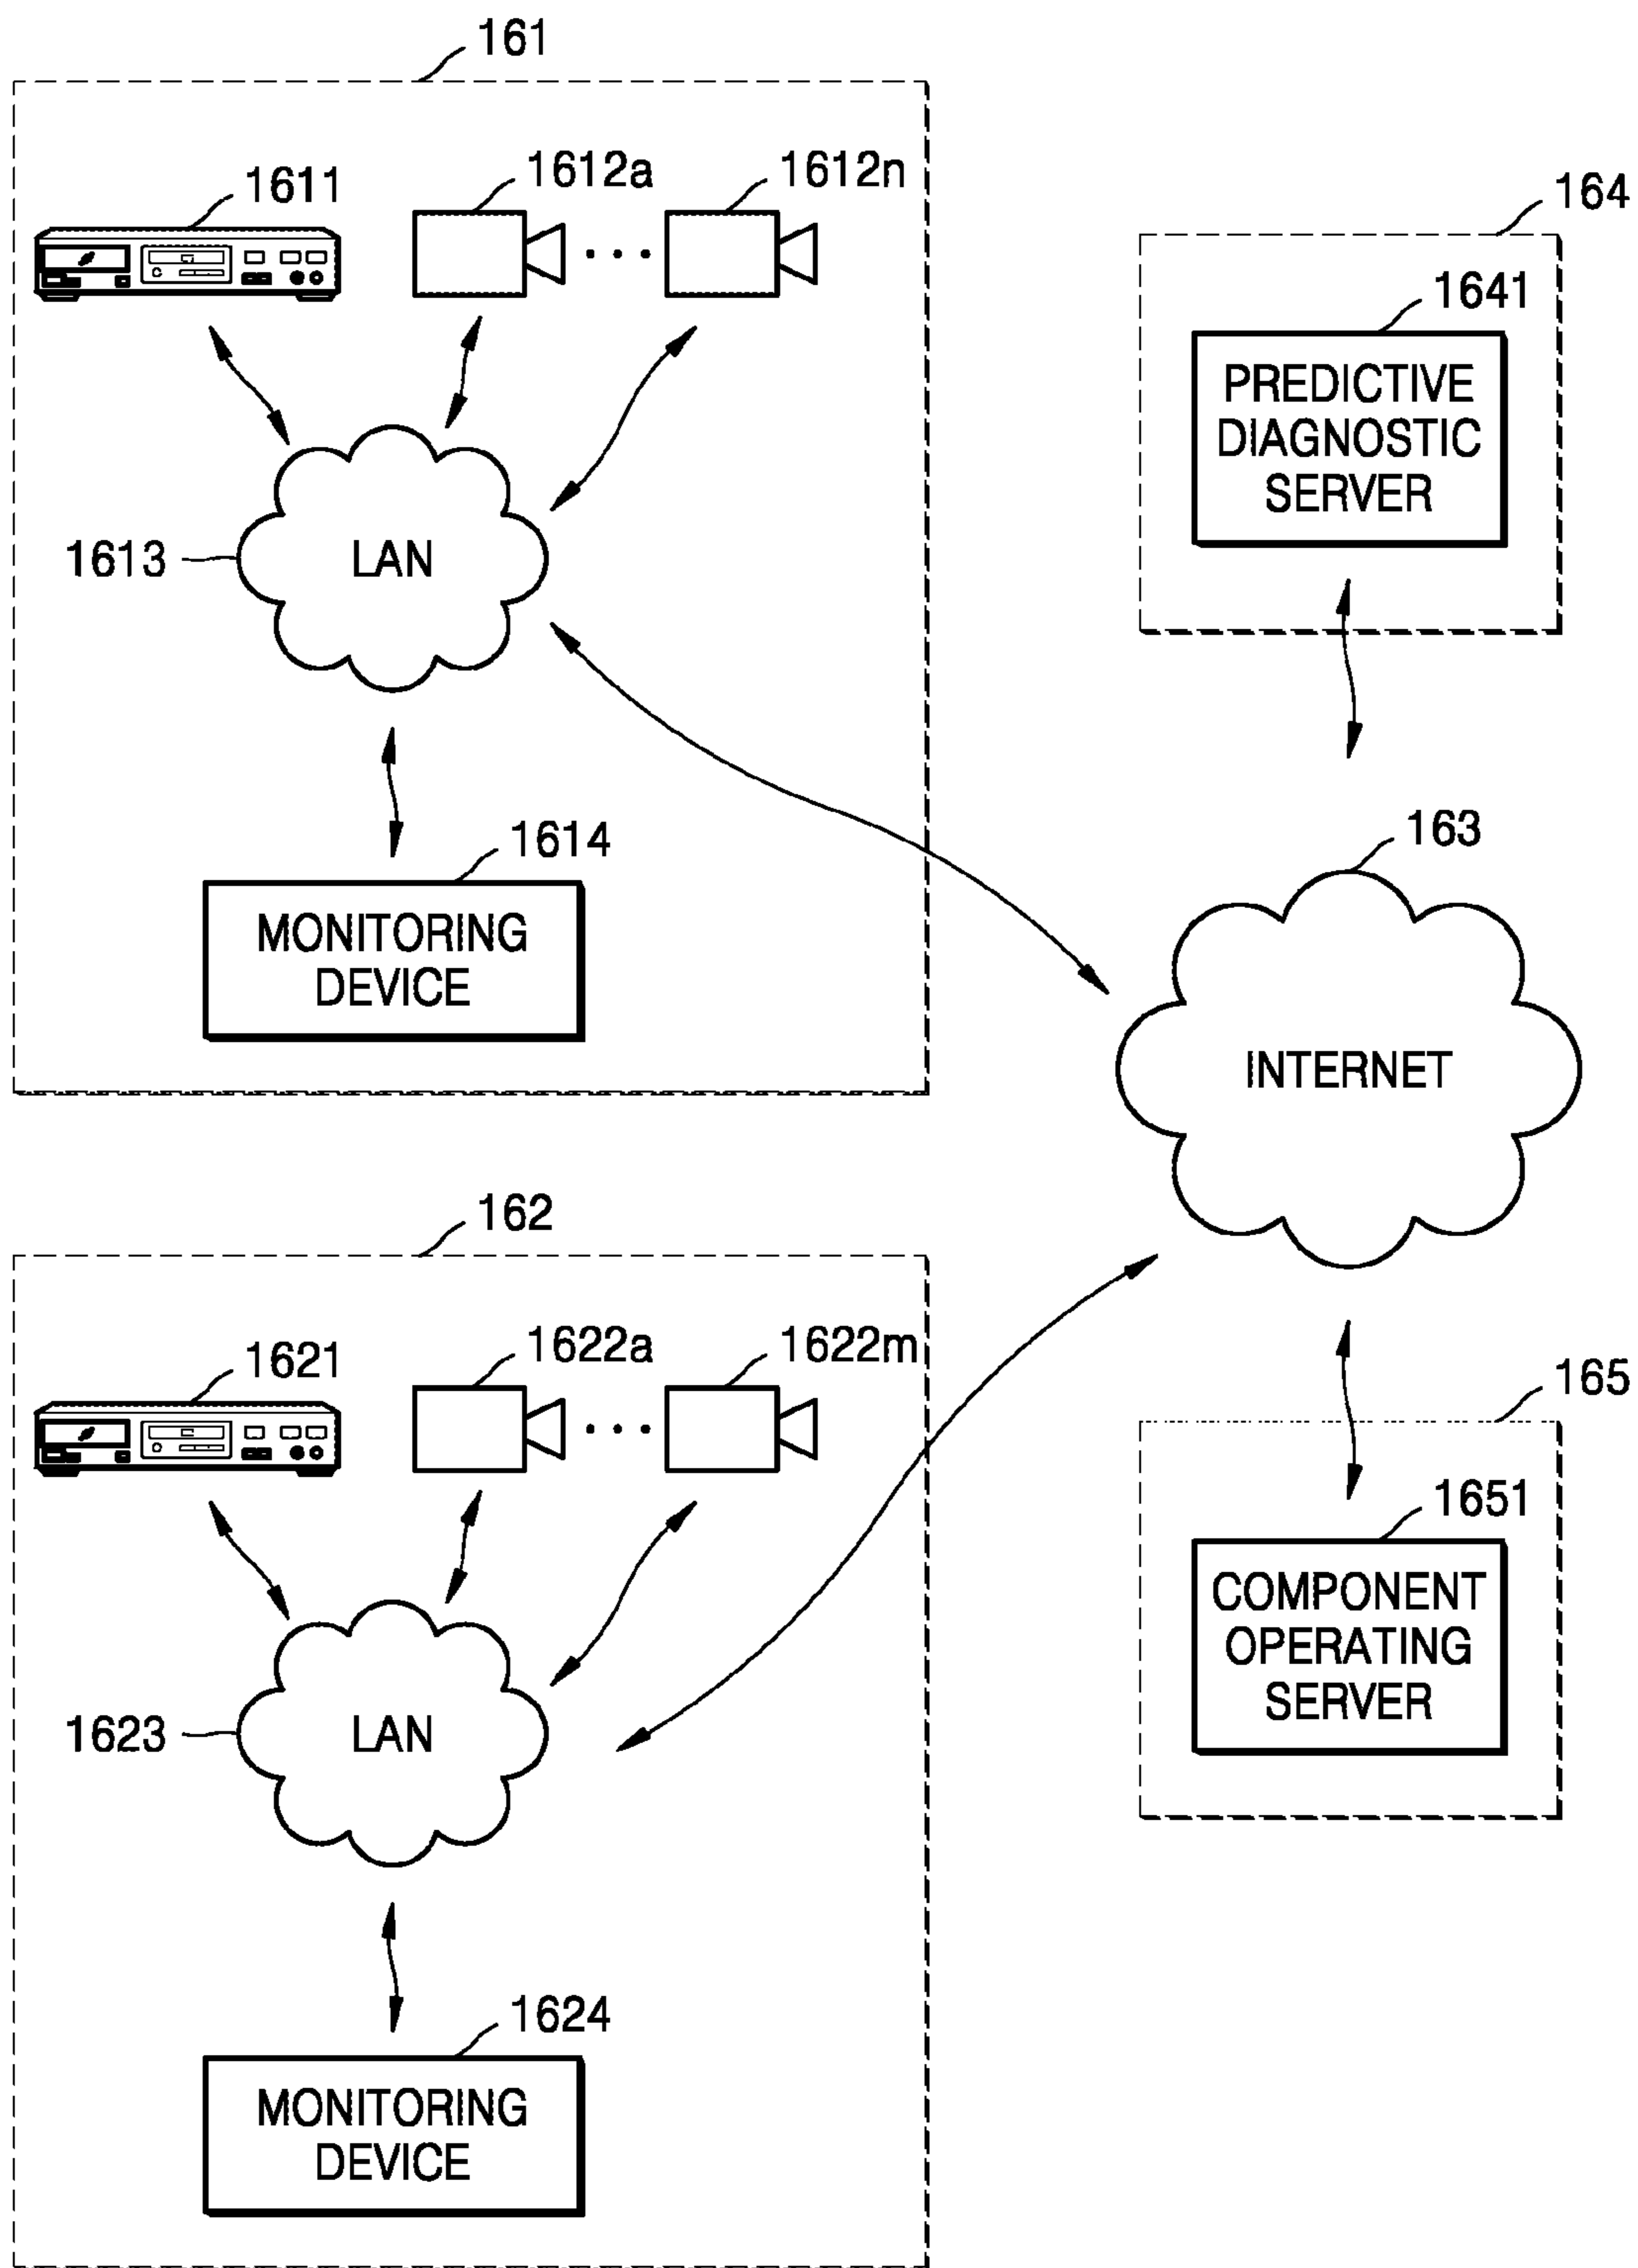 161
1611
1612a
1612n
1613
LAN
1614
MONITORING
DEVICE
164
1641
PREDICTIVE
DIAGNOSTIC
SERVER
163
INTERNET
162
1621
1622a
1622m
1623
LAN
1624
MONITORING
DEVICE
165
1651
COMPONENT
OPERATING
SERVER